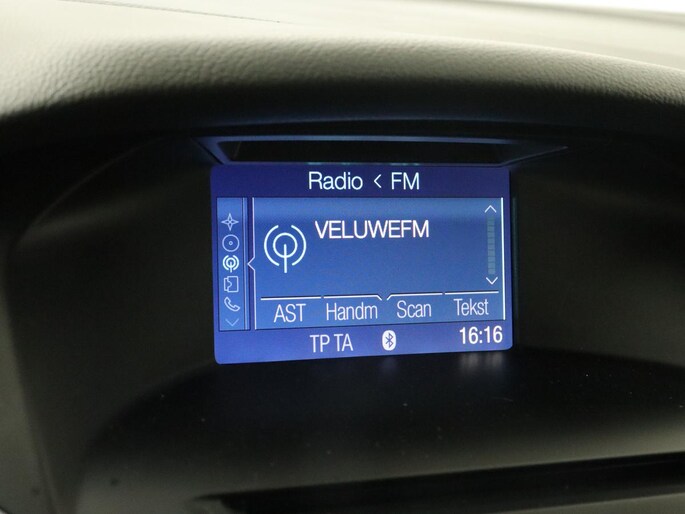 Radio < FM
VELUWEFM
AST Handm Scan Tekst
TP TA 16:16